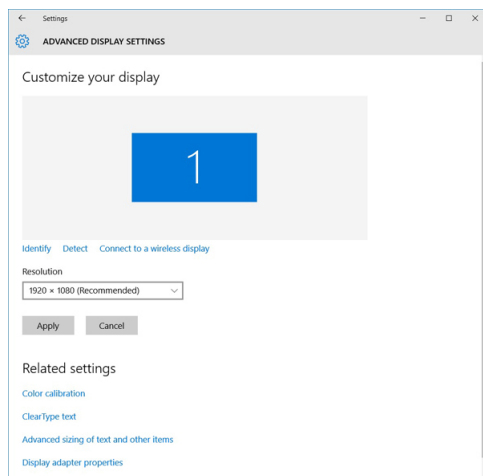 Settings
ADVANCED DISPLAY SETTINGS
Customize your display
1
Identify Detect Connect to a wireless display
Resolution
1920 × 1080 (Recommended)
Apply Cancel
Related settings
Color calibration
ClearType text
Advanced sizing of text and other items
Display adapter properties